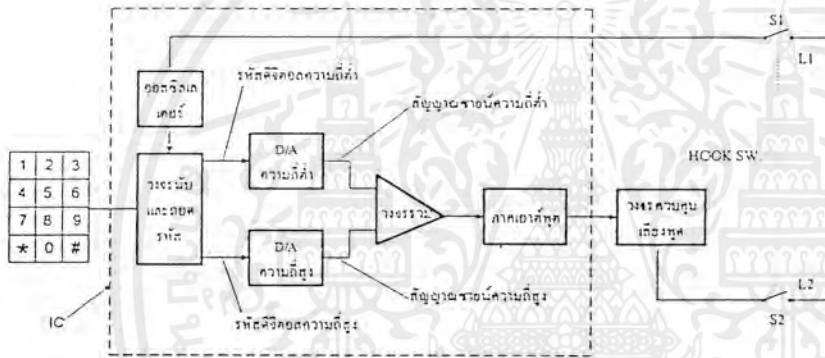 S1
L1
ออสซิลเล
เตอร์
รหัสดิจิตอลความถี่ต่ำ
สัญญาณซายน์ความถี่ต่ำ
D/A
ความถี่ต่ำ
HOOK SW.
1 2 3
4 5 6
7 8 9
* 0 #
วงจรนับ
และถอด
รหัส
วงจรรวม
ภาคเอาต์พุต
วงจรควบคุม
เสียงพูด
D/A
ความถี่สูง
สัญญาณซายน์ความถี่สูง
รหัสดิจิตอลความถี่สูง
IC
L2
S2